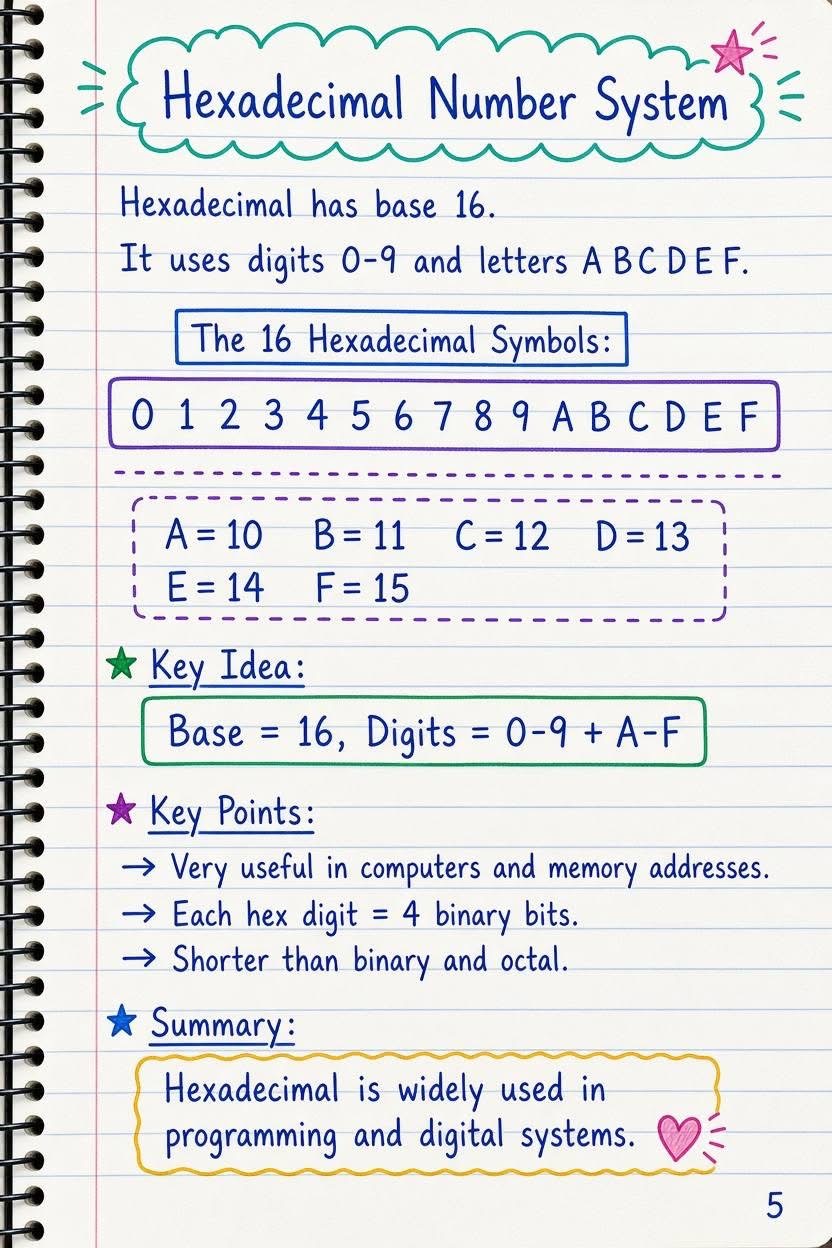 Hexadecimal Number System
Hexadecimal has base 16.
It uses digits 0-9 and letters A B C D E F.
The 16 Hexadecimal Symbols:
0 1 2 3 4 5 6 7 8 9 A B C D E F
A = 10 B = 11 C = 12 D = 13
E = 14 F = 15
Key Idea:
Base = 16, Digits = 0-9 + A-F
Key Points:
→ Very useful in computers and memory addresses.
→ Each hex digit = 4 binary bits.
→ Shorter than binary and octal.
Summary:
Hexadecimal is widely used in
programming and digital systems.
5